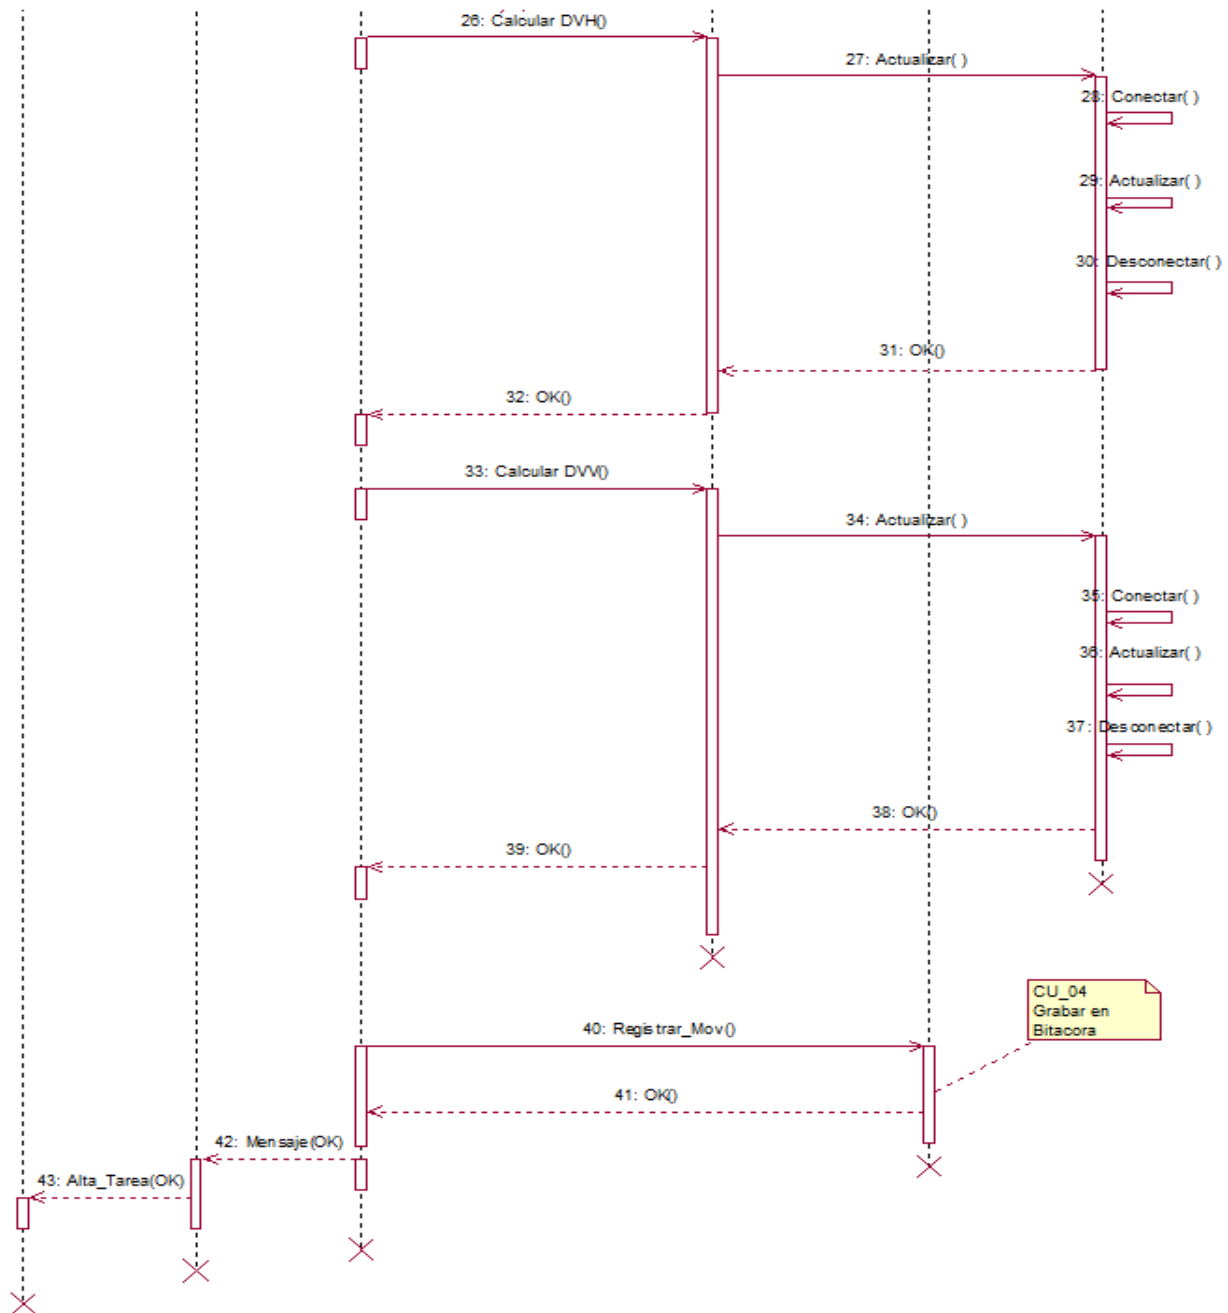 26: Calcular DVH()
27: Actualizar( )
28: Conectar( )
29: Actualizar( )
30: Desconectar( )
31: OK()
32: OK()
33: Calcular DVV()
34: Actualizar( )
35: Conectar( )
36: Actualizar( )
37: Desconectar( )
38: OK()
39: OK()
CU_04
Grabar en
Bitacora
40: Registrar_Mov()
41: OK()
42: Mensaje(OK)
43: Alta_Tarea(OK)